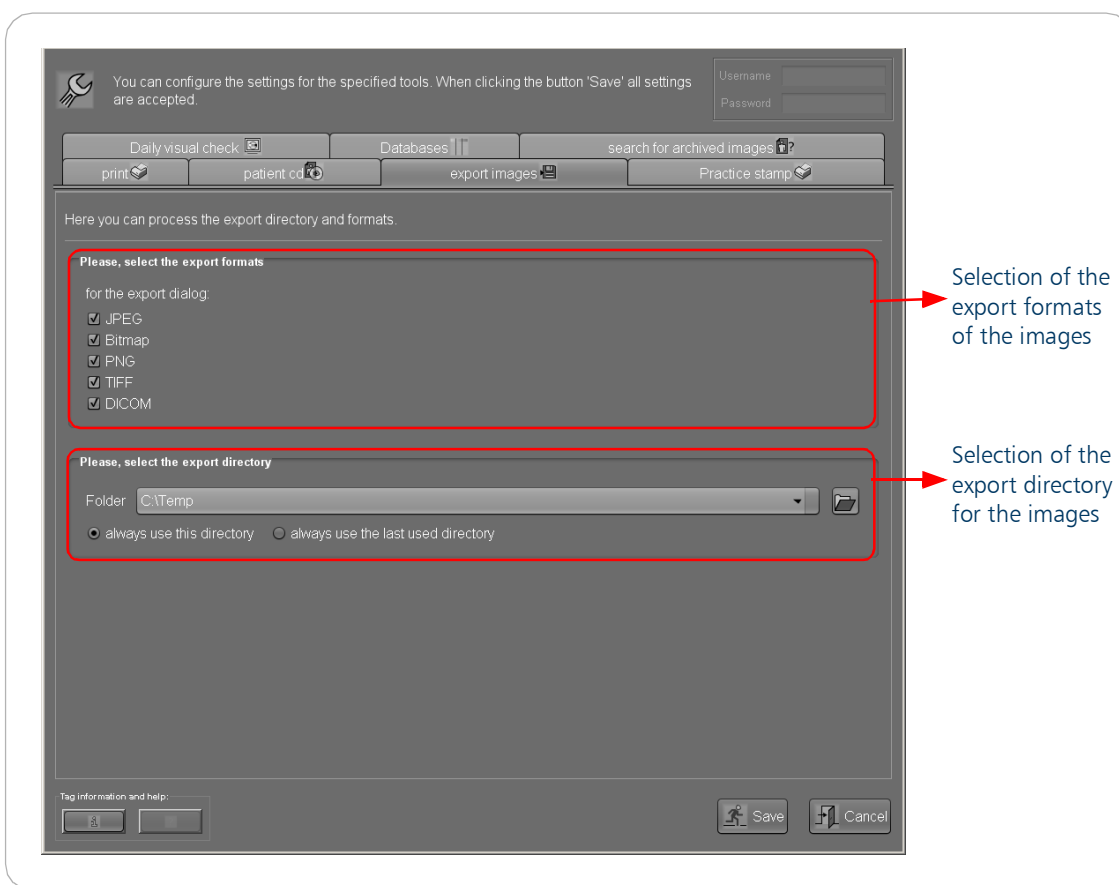 You can configure the settings for the specified tools. When clicking the button 'Save' all settings
are accepted.
Username
Password
Daily visual check
Databases
search for archived images
print
patient cd
export images
Practice stamp
Here you can process the export directory and formats.
Please, select the export formats
for the export dialog:
JPEG
Bitmap
PNG
TIFF
DICOM
Selection of the
export formats
of the images
Please, select the export directory
Folder C:\Temp
always use this directory
always use the last used directory
Selection of the
export directory
for the images
Tag information and help:
Save
Cancel